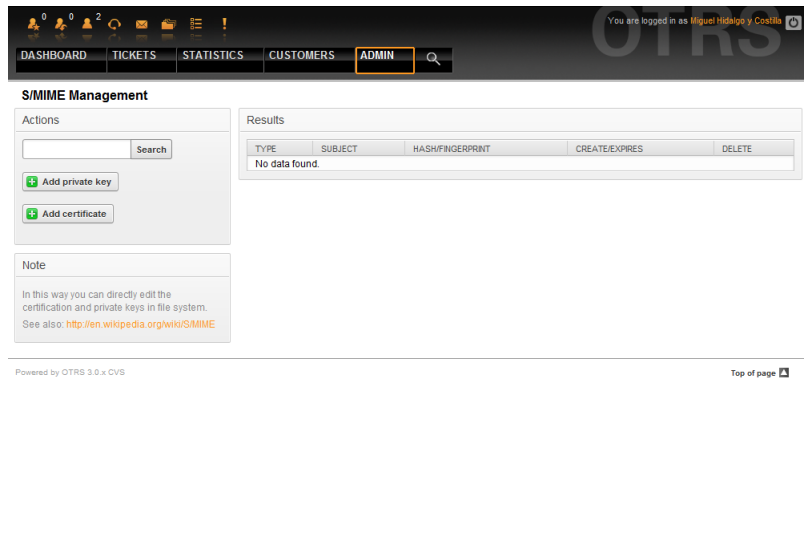 0 0 2
You are logged in as Miguel Hidalgo y Costilla
OTRS
DASHBOARD TICKETS STATISTICS CUSTOMERS ADMIN
S/MIME Management
Actions
Search
Add private key
Add certificate
Note
In this way you can directly edit the
certification and private keys in file system.
See also: http://en.wikipedia.org/wiki/S/MIME
Results
TYPE SUBJECT HASH/FINGERPRINT CREATE/EXPIRES DELETE
No data found.
Powered by OTRS 3.0.x CVS
Top of page